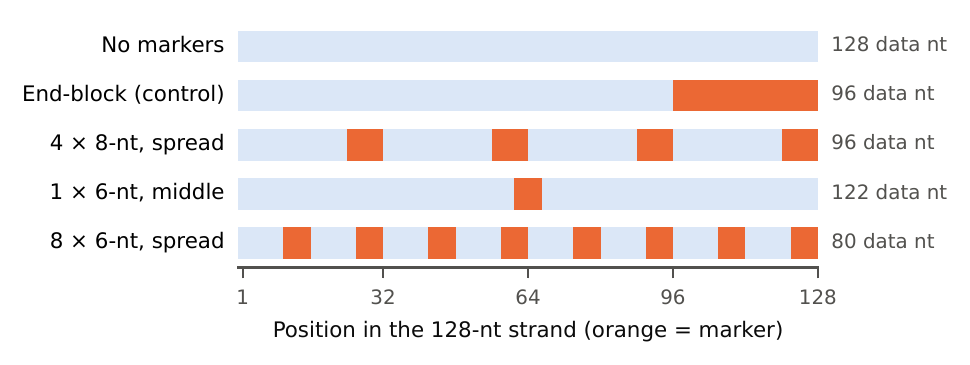 No markers 128 data nt
End-block (control) 96 data nt
4 × 8-nt, spread 96 data nt
1 × 6-nt, middle 122 data nt
8 × 6-nt, spread 80 data nt
1 32 64 96 128
Position in the 128-nt strand (orange = marker)